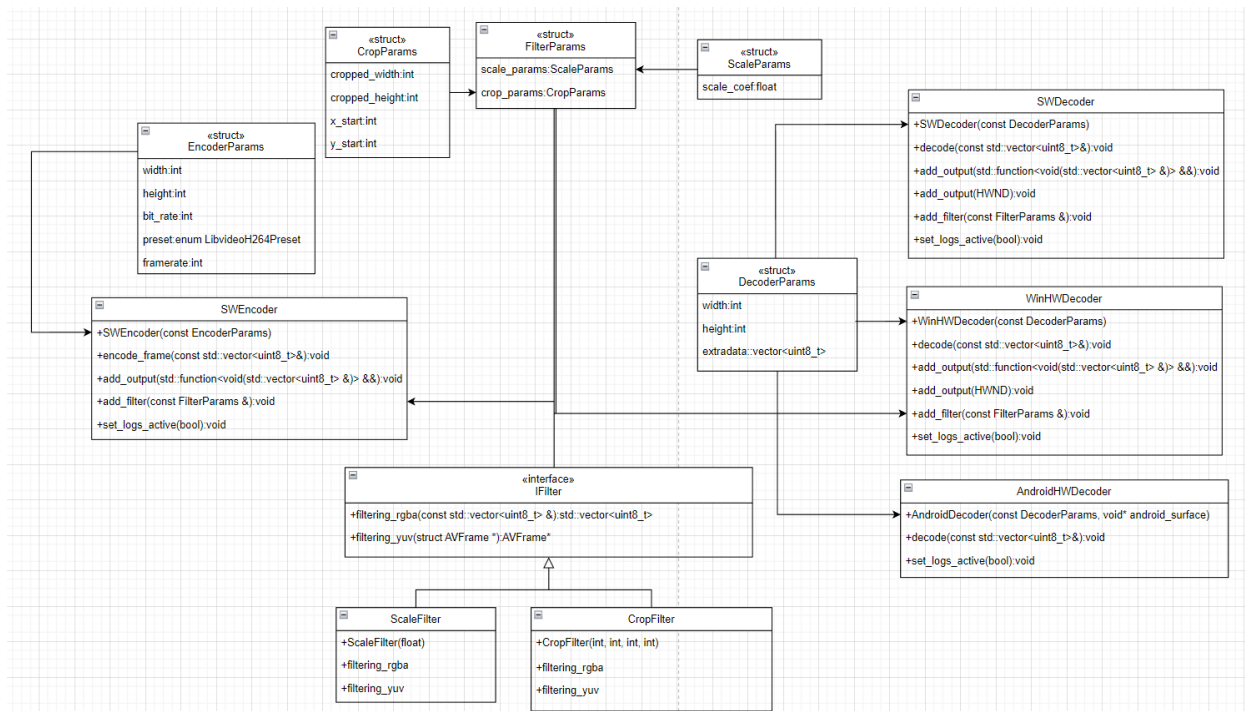 «struct»
CropParams
cropped_width:int
cropped_height:int
x_start:int
y_start:int
«struct»
FilterParams
scale_params:ScaleParams
crop_params:CropParams
«struct»
ScaleParams
scale_coef:float
«struct»
EncoderParams
width:int
height:int
bit_rate:int
preset:enum LibvideoH264Preset
framerate:int
SWDecoder
+SWDecoder(const DecoderParams)
+decode(const std::vector<uint8_t>&):void
+add_output(std::function<void(std::vector<uint8_t> &)> &&):void
+add_output(HWND):void
+add_filter(const FilterParams &):void
+set_logs_active(bool):void
«struct»
DecoderParams
width:int
height:int
extradata::vector<uint8_t>
SWEncoder
+SWEncoder(const EncoderParams)
+encode_frame(const std::vector<uint8_t>&):void
+add_output(std::function<void(std::vector<uint8_t> &)> &&):void
+add_filter(const FilterParams &):void
+set_logs_active(bool):void
WinHWDecoder
+WinHWDecoder(const DecoderParams)
+decode(const std::vector<uint8_t>&):void
+add_output(std::function<void(std::vector<uint8_t> &)> &&):void
+add_output(HWND):void
+add_filter(const FilterParams &):void
+set_logs_active(bool):void
«interface»
IFilter
+filtering_rgba(const std::vector<uint8_t> &):std::vector<uint8_t>
+filtering_yuv(struct AVFrame *):AVFrame*
AndroidHWDecoder
+AndroidDecoder(const DecoderParams, void* android_surface)
+decode(const std::vector<uint8_t>&):void
+set_logs_active(bool):void
ScaleFilter
+ScaleFilter(float)
+filtering_rgba
+filtering_yuv
CropFilter
+CropFilter(int, int, int, int)
+filtering_rgba
+filtering_yuv